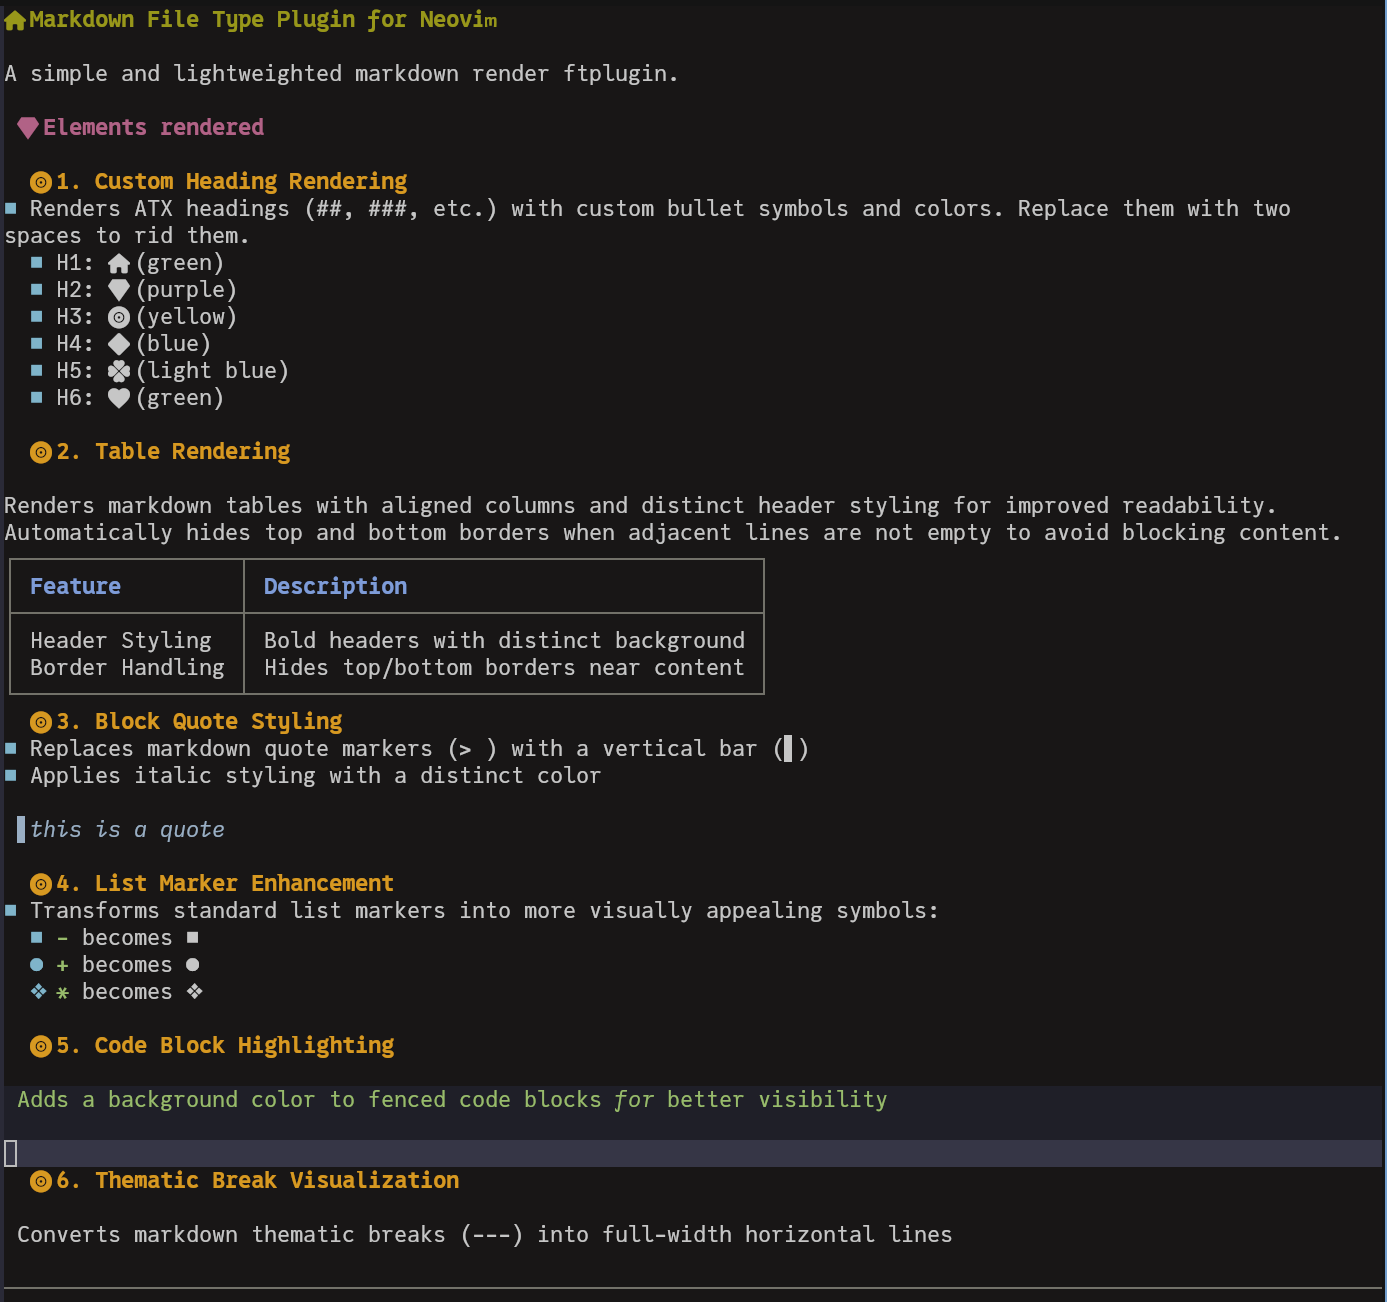 Markdown File Type Plugin for Neovim
A simple and lightweighted markdown render ftplugin.
Elements rendered
1. Custom Heading Rendering
■ Renders ATX headings (##, ###, etc.) with custom bullet symbols and colors. Replace them with two
spaces to rid them.
■ H1: (green)
■ H2: (purple)
■ H3: (yellow)
■ H4: ◆ (blue)
■ H5: (light blue)
■ H6: ♥ (green)
2. Table Rendering
Renders markdown tables with aligned columns and distinct header styling for improved readability.
Automatically hides top and bottom borders when adjacent lines are not empty to avoid blocking content.
Feature Description
Header Styling Bold headers with distinct background
Border Handling Hides top/bottom borders near content
3. Block Quote Styling
■ Replaces markdown quote markers (> ) with a vertical bar (▋)
■ Applies italic styling with a distinct color
▋this is a quote
4. List Marker Enhancement
■ Transforms standard list markers into more visually appealing symbols:
■ - becomes ■
● + becomes ●
❖ * becomes ❖
5. Code Block Highlighting
Adds a background color to fenced code blocks for better visibility
6. Thematic Break Visualization
Converts markdown thematic breaks (---) into full-width horizontal lines